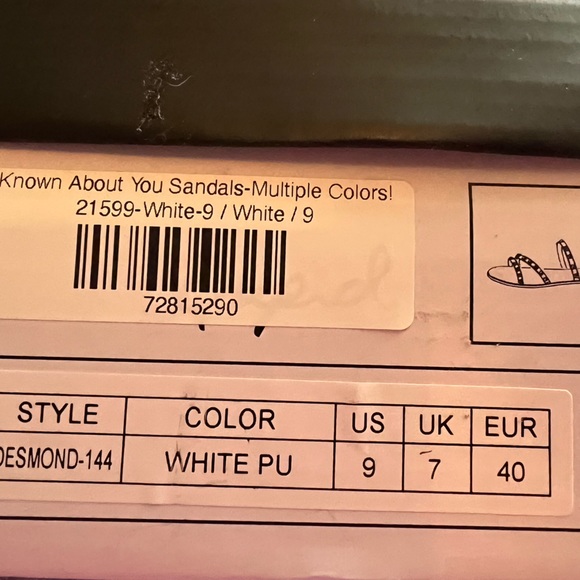 Known About You Sandals-Multiple Colors!
21599-White-9 / White / 9
72815290
STYLE COLOR US UK EUR
DESMOND-144 WHITE PU 9 7 40